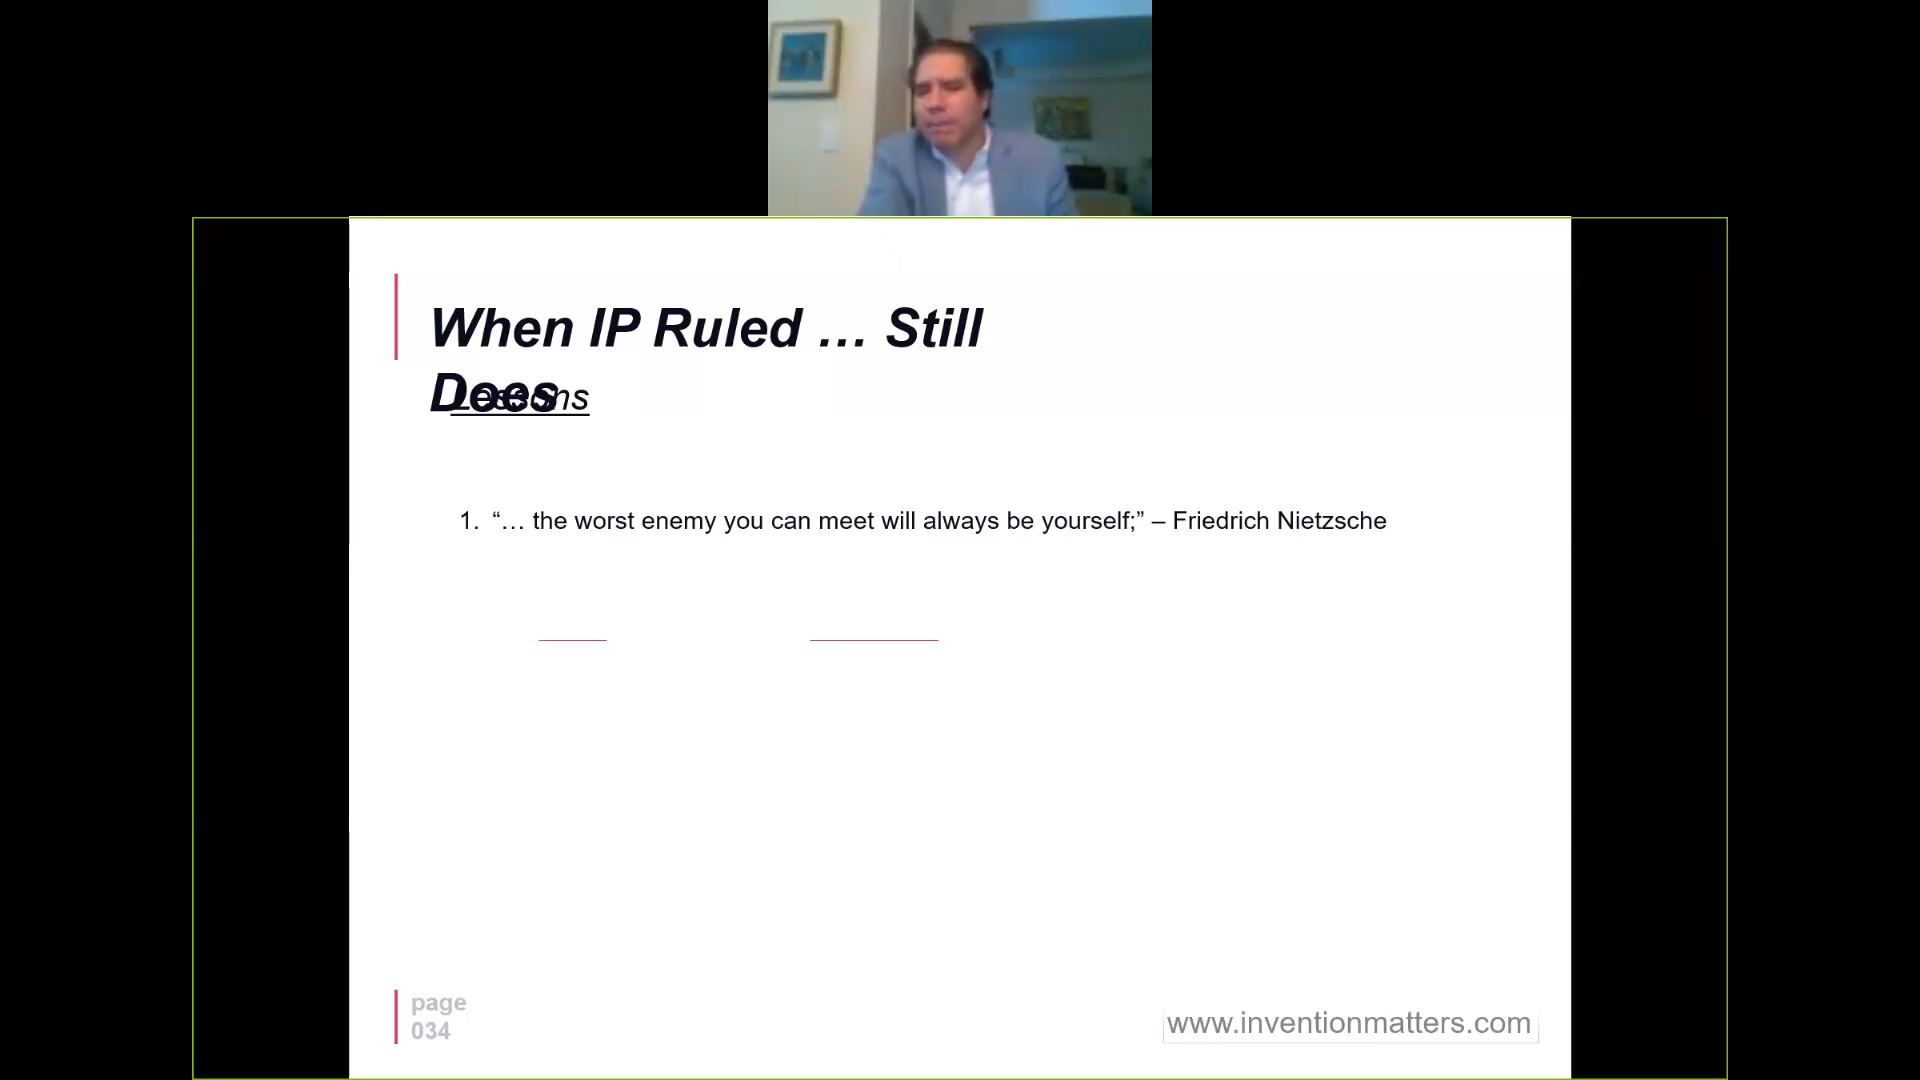 When IP Ruled … Still
Does
Lessons
1. “… the worst enemy you can meet will always be yourself;” – Friedrich Nietzsche
page
034
www.inventionmatters.com